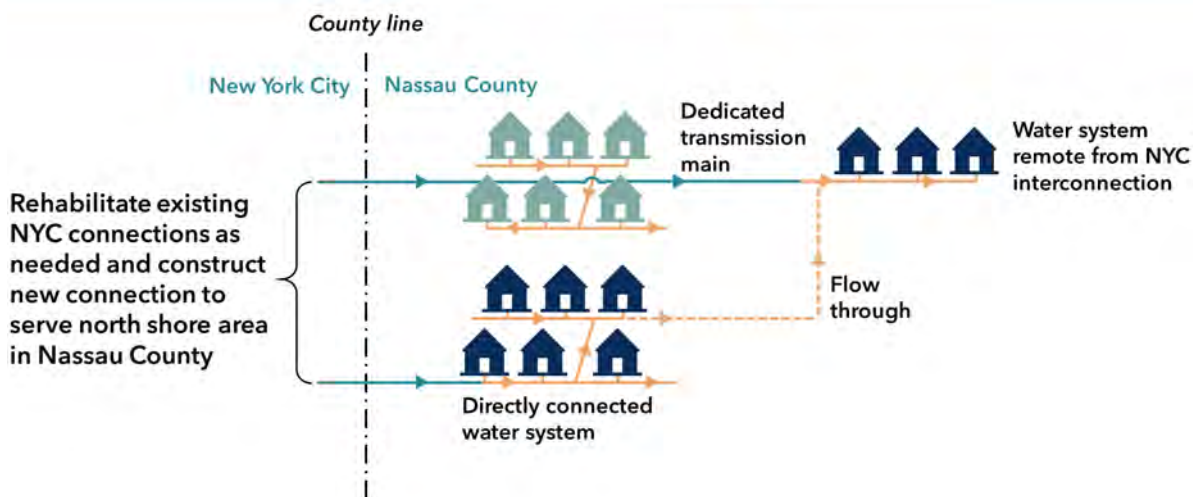 County line
New York City
Nassau County
Dedicated
transmission
main
Water system
remote from NYC
interconnection
Rehabilitate existing
NYC connections as
needed and construct
new connection to
serve north shore area
in Nassau County
Flow
through
Directly connected
water system